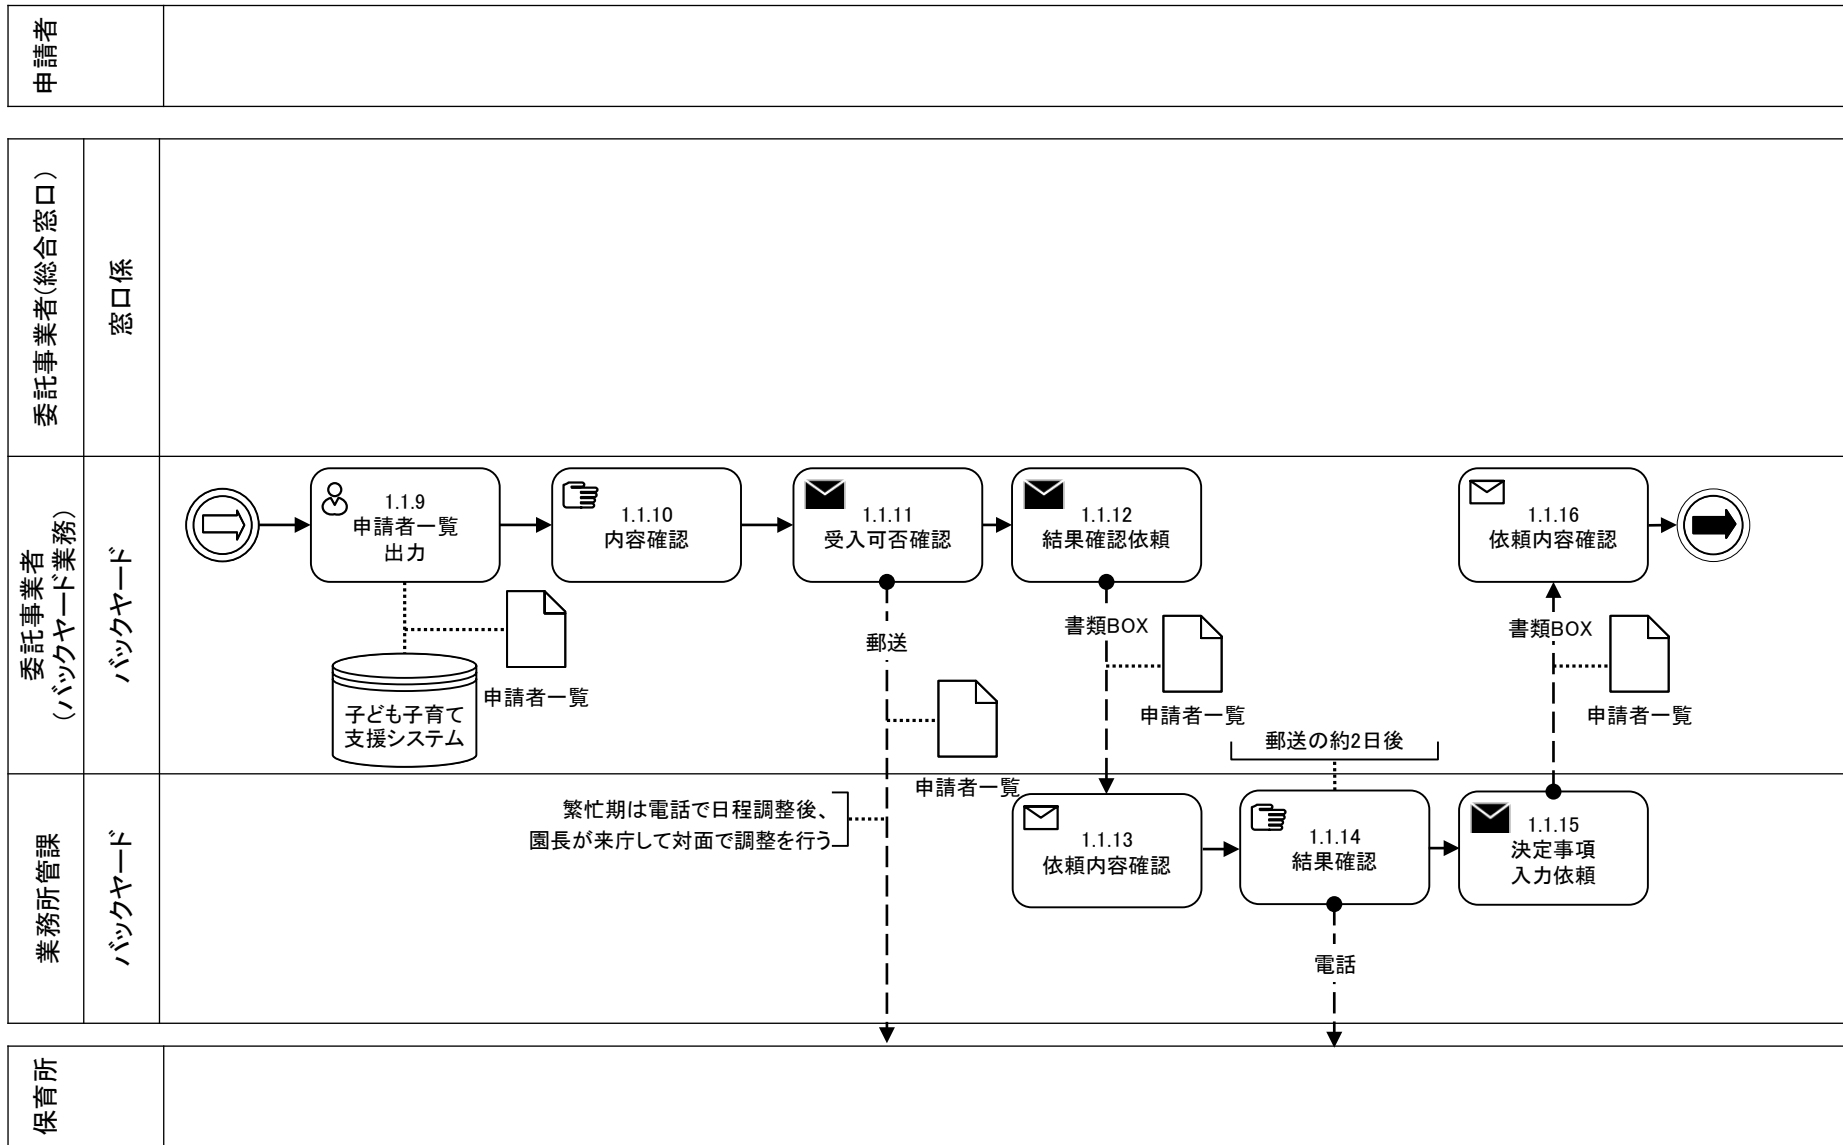 申請者
委託事業者(総合窓口)
窓口係
委託事業者
(バックヤード業務)
バックヤード
1.1.9
申請者一覧
出力
1.1.10
内容確認
1.1.11
受入可否確認
1.1.12
結果確認依頼
1.1.16
依頼内容確認
子ども子育て
支援システム
申請者一覧
郵送
申請者一覧
書類BOX
申請者一覧
書類BOX
申請者一覧
郵送の約2日後
業務所管課
バックヤード
繁忙期は電話で日程調整後、
園長が来庁して対面で調整を行う
1.1.13
依頼内容確認
1.1.14
結果確認
1.1.15
決定事項
入力依頼
電話
保育所